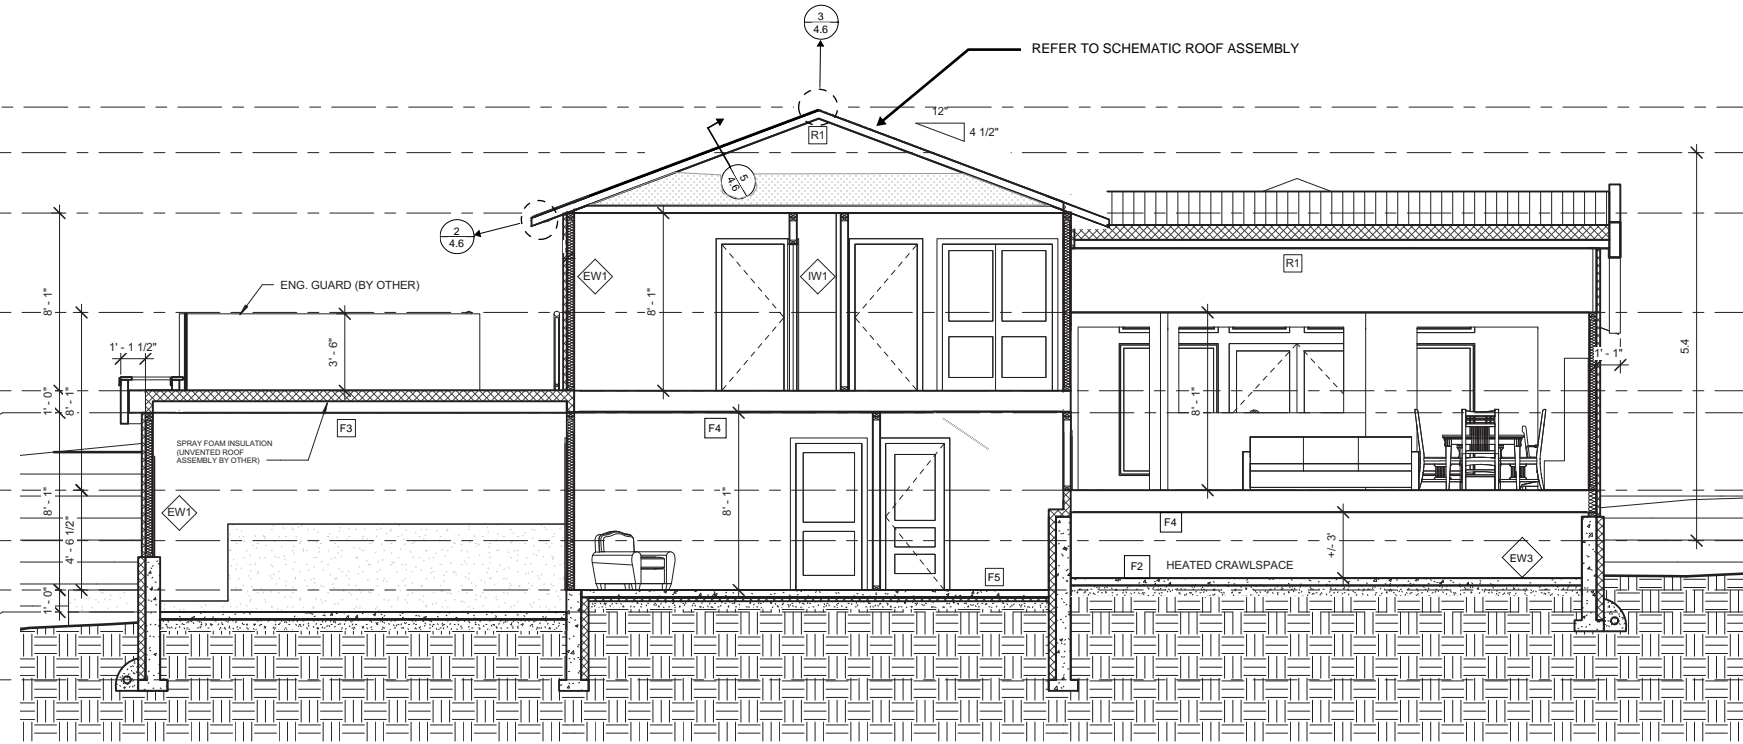 3
4.6
REFER TO SCHEMATIC ROOF ASSEMBLY
12"
4 1/2"
R1
5
4.6
2
4.6
EW1
IW1
R1
ENG. GUARD (BY OTHER)
8' - 1"
8' - 1"
3' - 6"
1' - 1 1/2"
1' - 1"
5.4
1' - 0"
8' - 1"
8' - 1"
F3
F4
SPRAY FOAM INSULATION
(UNVENTED ROOF
ASSEMBLY BY OTHER)
EW1
8' - 1"
8' - 1"
4' - 6 1/2"
F4
+/- 3'
F2
HEATED CRAWLSPACE
EW3
F5
1' - 0"